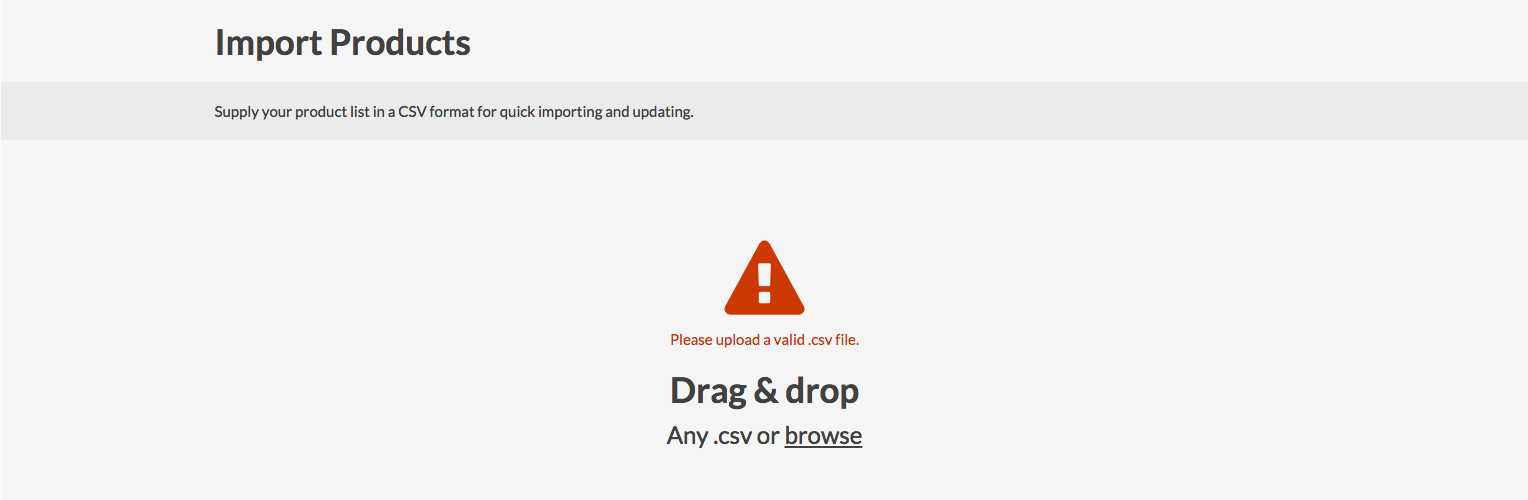 Import Products
Supply your product list in a CSV format for quick importing and updating.
Please upload a valid .csv file.
Drag & drop
Any .csv or browse